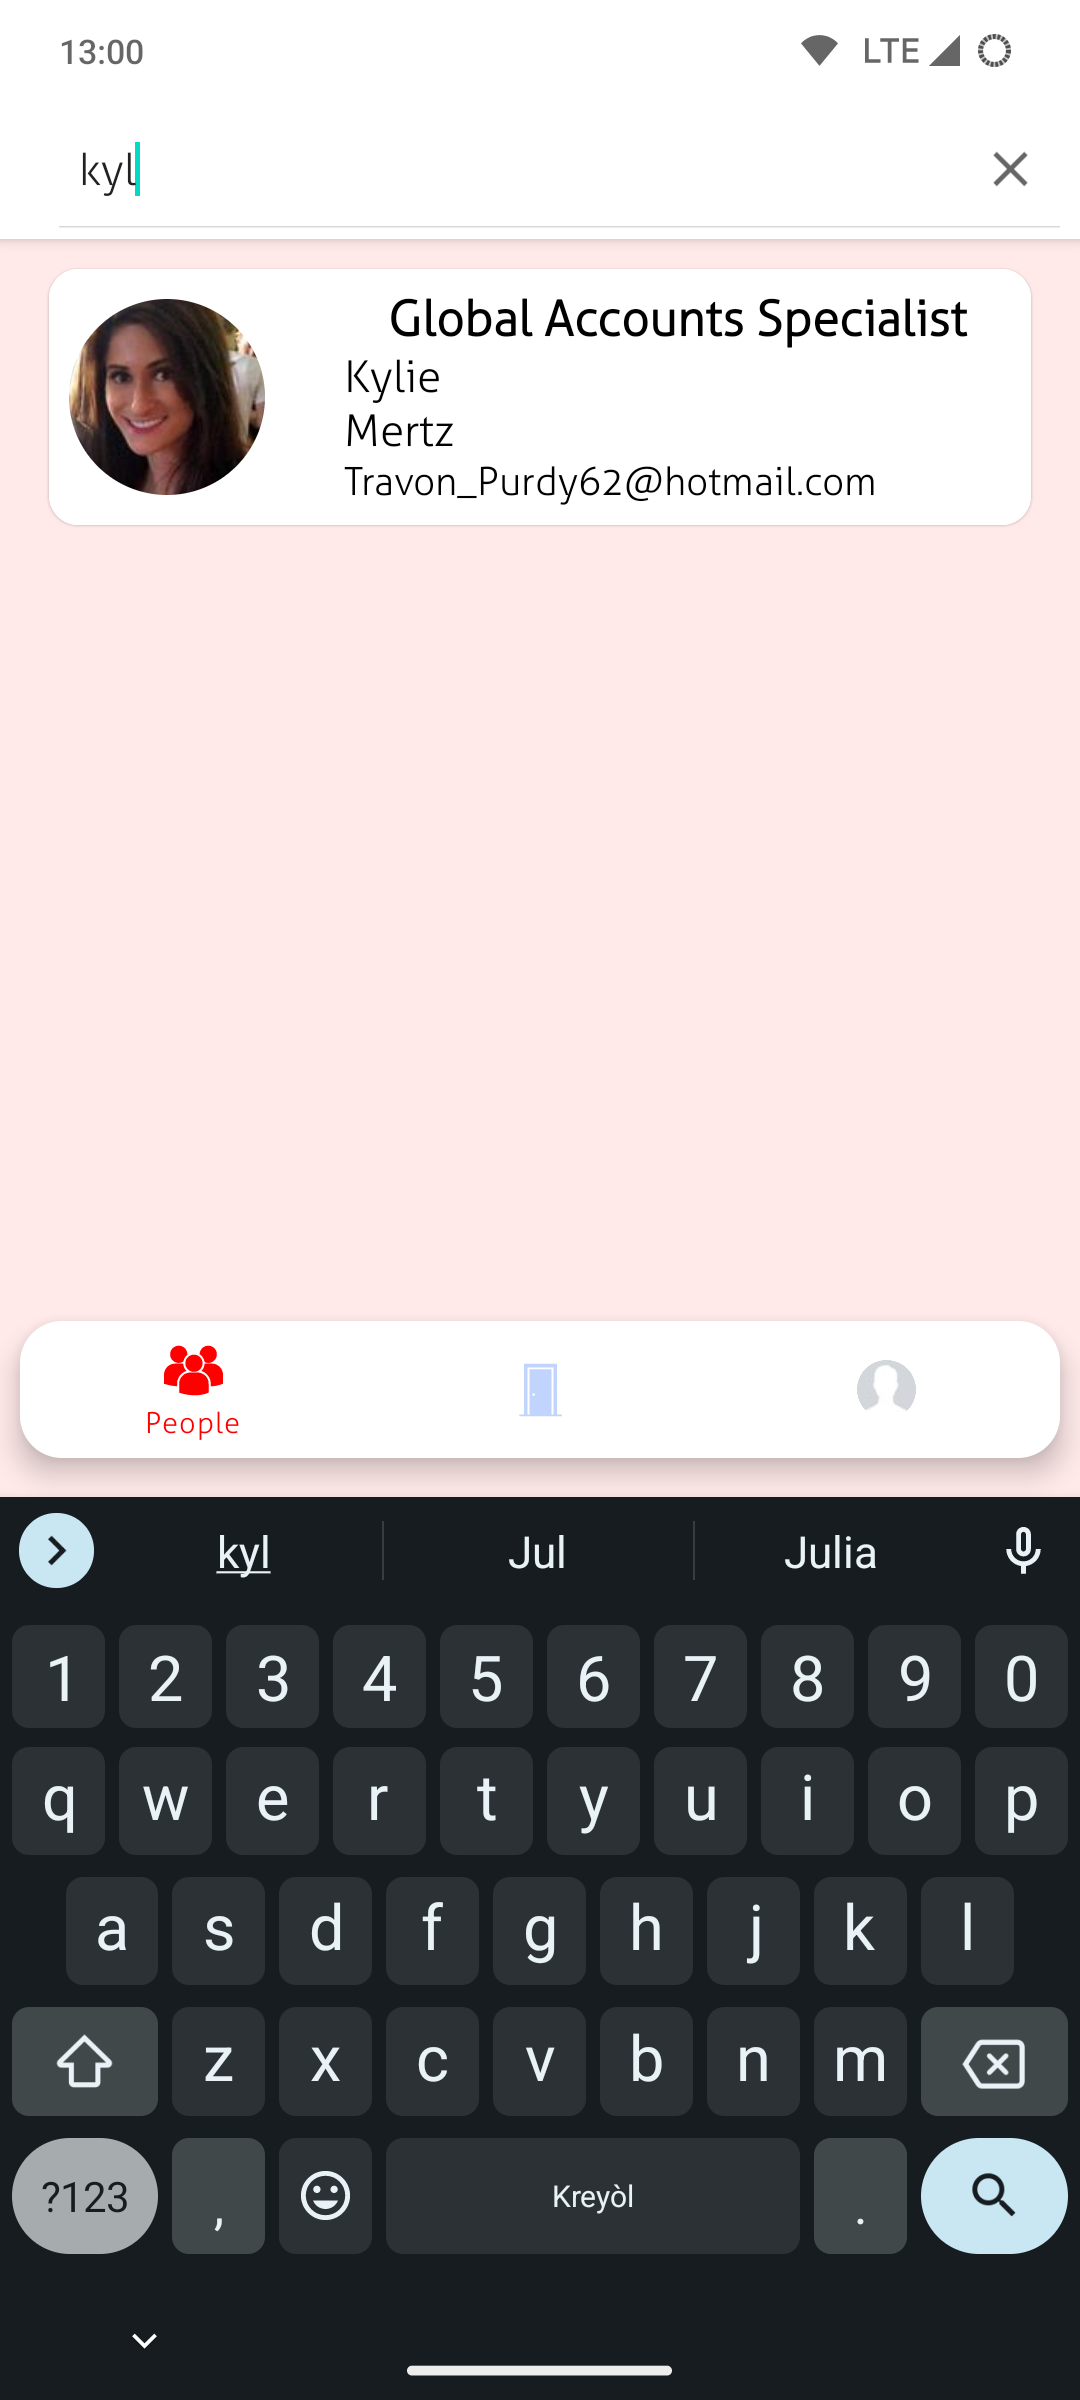 13:00
LTE
kyl
Global Accounts Specialist
Kylie
Mertz
Travon_Purdy62@hotmail.com
People
kyl
Jul
Julia
1 2 3 4 5 6 7 8 9 0
q w e r t y u i o p
a s d f g h j k l
z x c v b n m
?123 , Kreyòl .